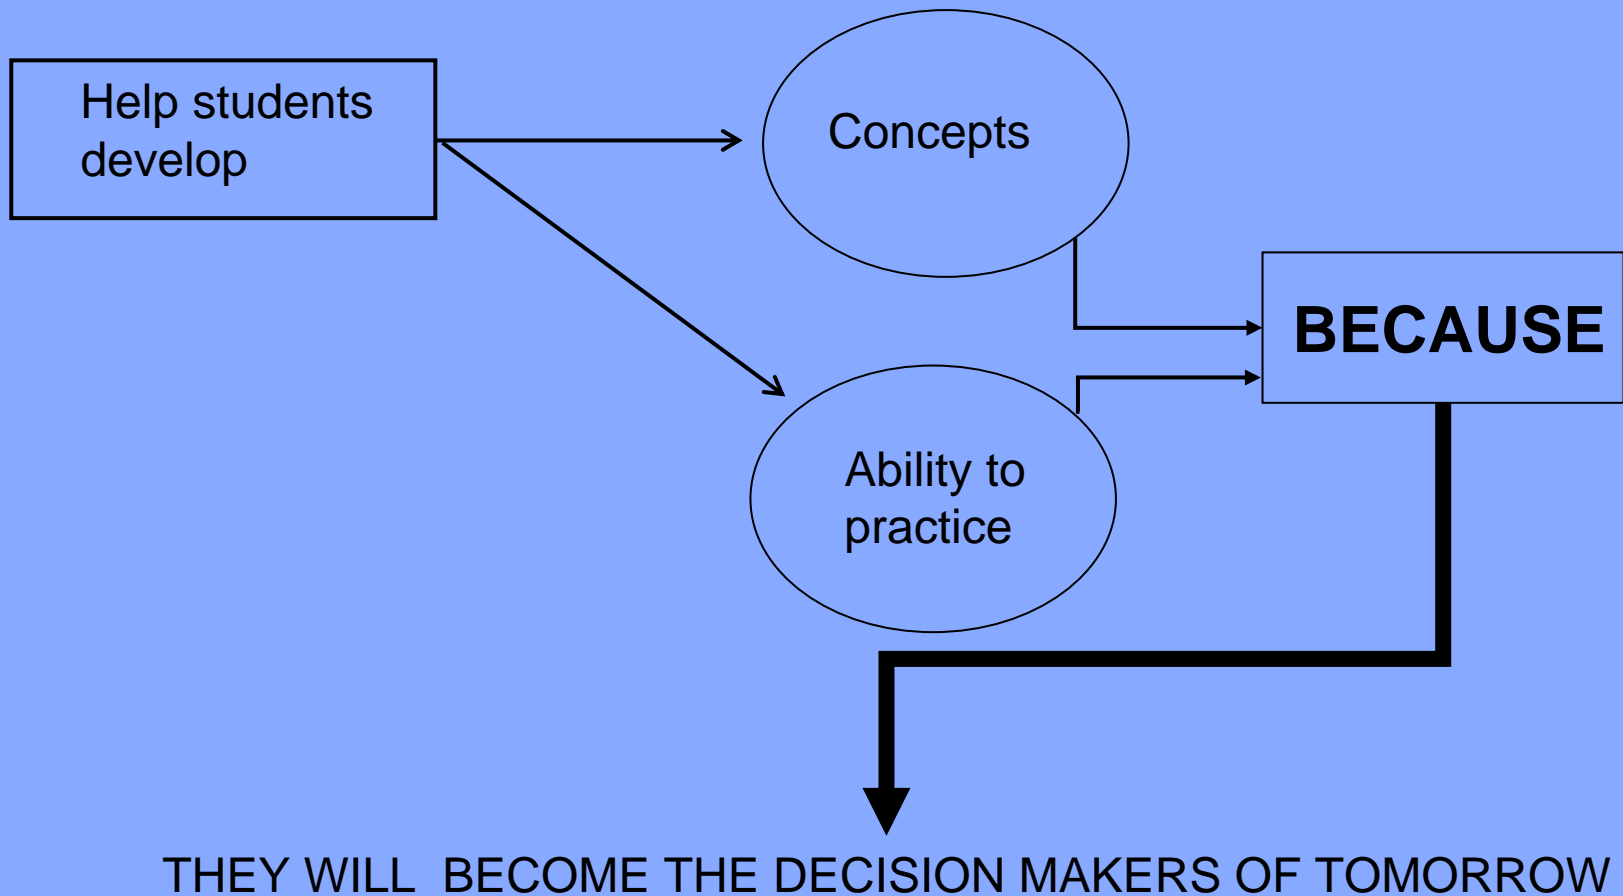 Help students
develop
Concepts
BECAUSE
Ability to
practice
THEY WILL  BECOME THE DECISION MAKERS OF TOMORROW